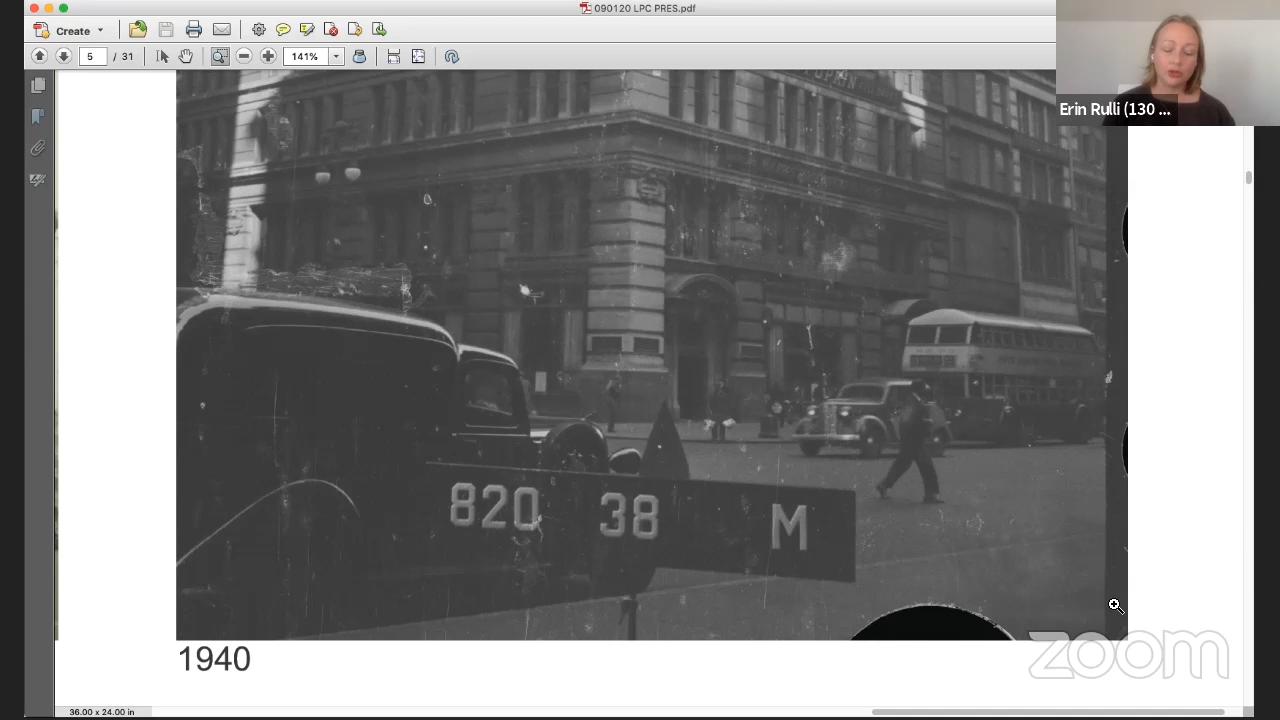 090120 LPC PRES.pdf
Create
5 / 31
141%
Erin Rulli (130 ...
820 38 M
1940
zoom
36.00 x 24.00 in